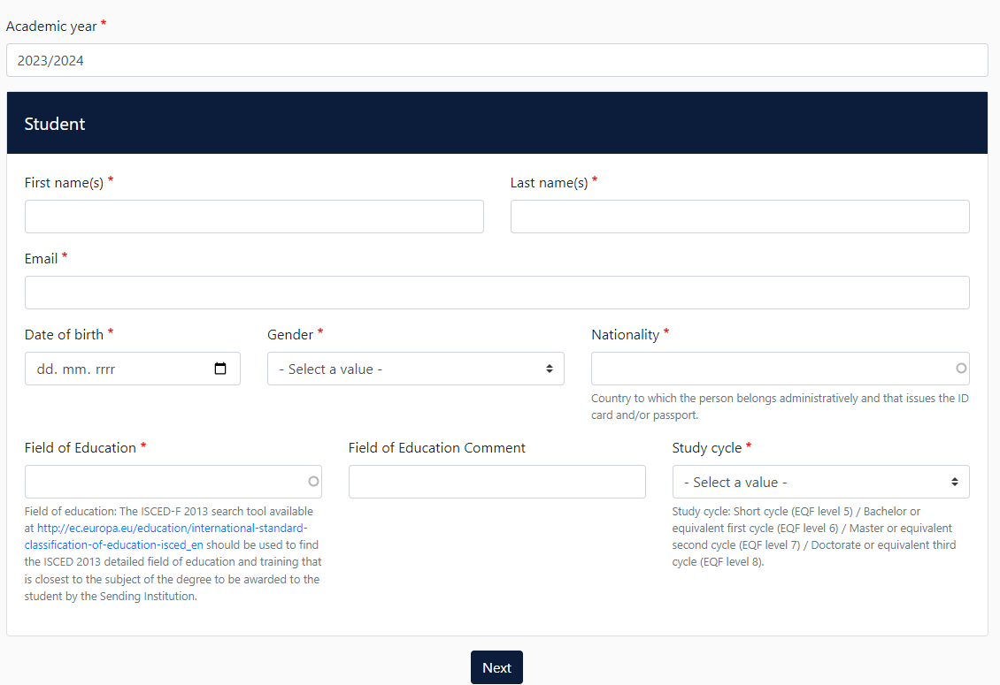 Academic year *
2023/2024
Student
First name(s) *
Last name(s) *
Email *
Date of birth *
Gender *
Nationality *
dd. mm. rrrr
- Select a value -
Country to which the person belongs administratively and that issues the ID
card and/or passport.
Field of Education *
Field of Education Comment
Study cycle *
- Select a value -
Field of education: The ISCED-F 2013 search tool available
at http://ec.europa.eu/education/international-standard-
classification-of-education-isced_en should be used to find
the ISCED 2013 detailed field of education and training that
is closest to the subject of the degree to be awarded to the
student by the Sending Institution.
Study cycle: Short cycle (EQF level 5) / Bachelor or
equivalent first cycle (EQF level 6) / Master or equivalent
second cycle (EQF level 7) / Doctorate or equivalent third
cycle (EQF level 8).
Next